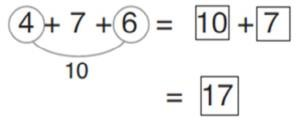 4 + 7 + 6 = 10 + 7
10
= 17